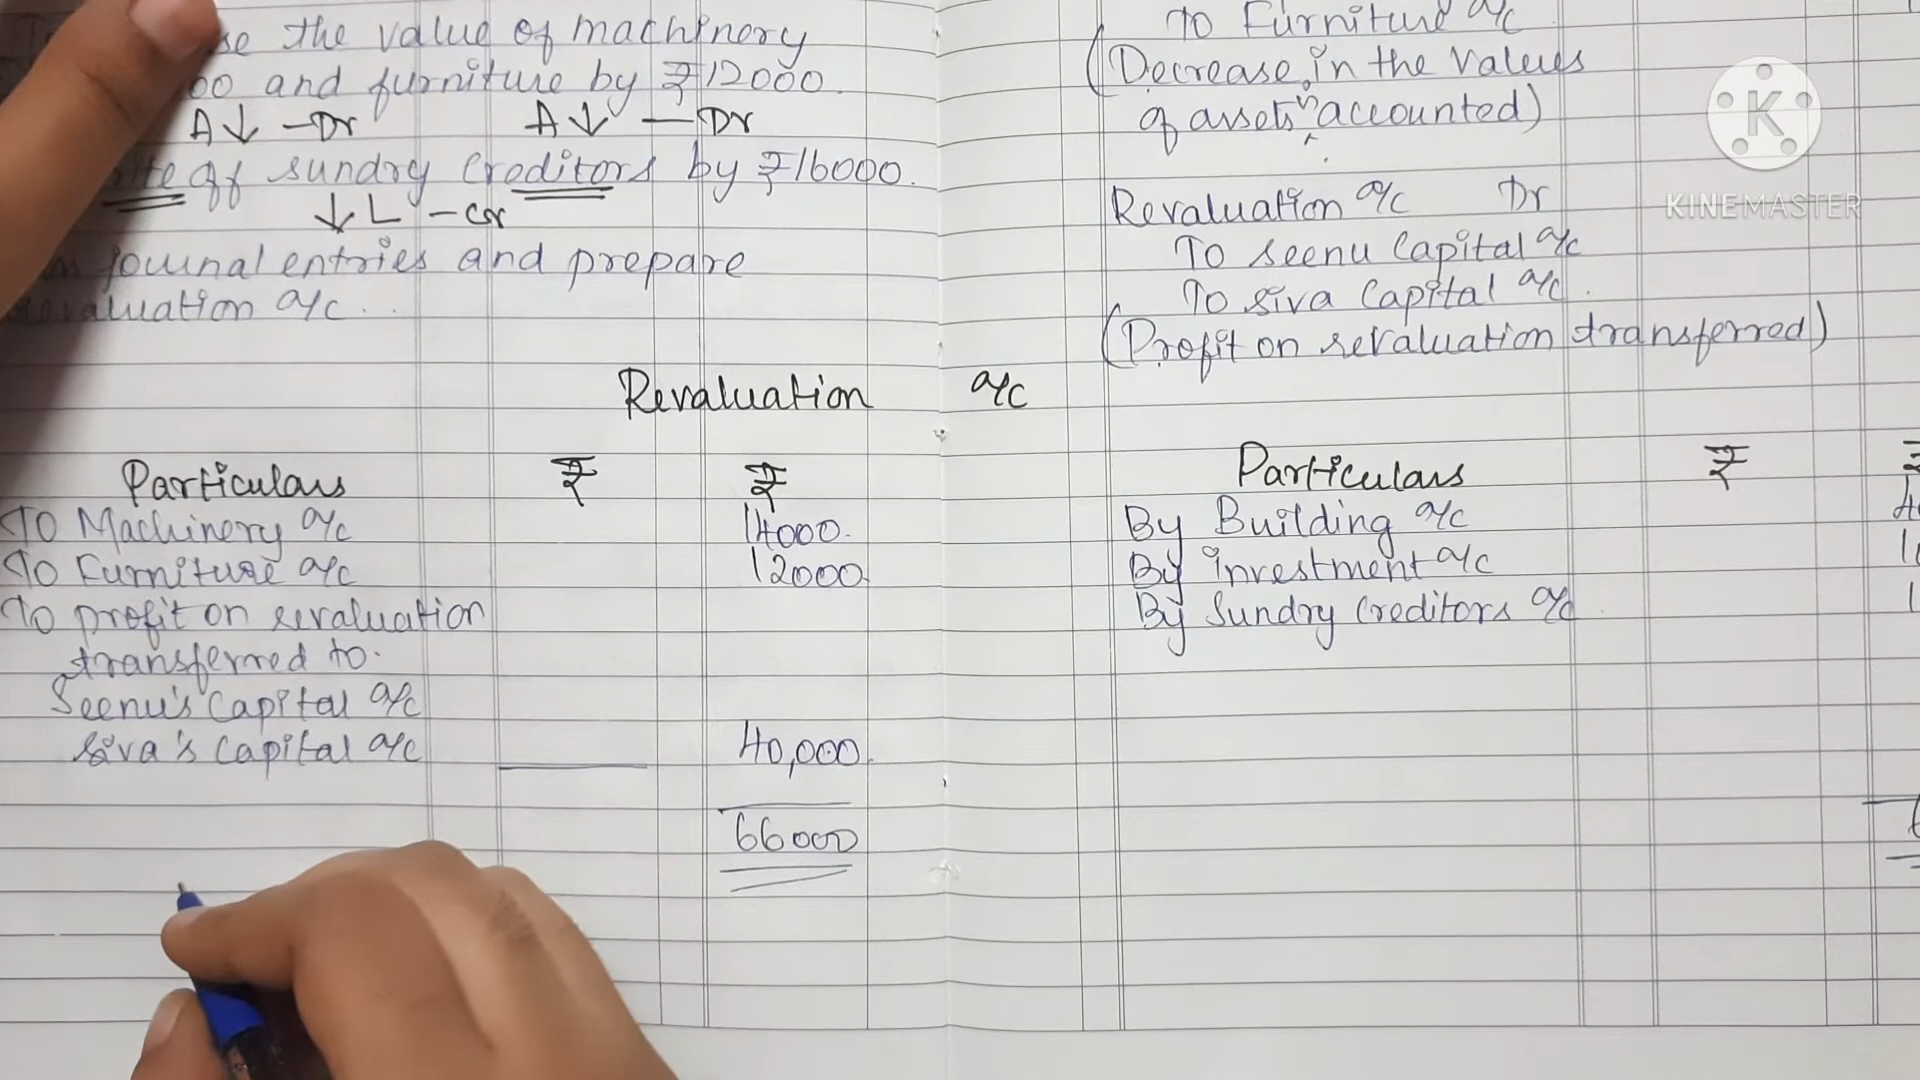 the value of machinery
00 and furniture by ₹12000.
A↓ - Dr A↓ - Dr
of sundry creditors by ₹16000.
↓ L - Cr
journal entries and prepare
Revaluation a/c..
To Furniture a/c
(Decrease in the values
of assets accounted)
Revaluation a/c Dr
To Seenu Capital a/c
To Siva Capital a/c.
(Profit on revaluation transferred)
KINEMASTER
Revaluation a/c
Particulars ₹ ₹
To Machinery a/c 14000.
To Furniture a/c 12000
To profit on revaluation
transferred to.
Seenu's Capital a/c
Siva's Capital a/c 40,000
66000
Particulars ₹ ₹
By Building a/c
By investment a/c
By Sundry Creditors a/c